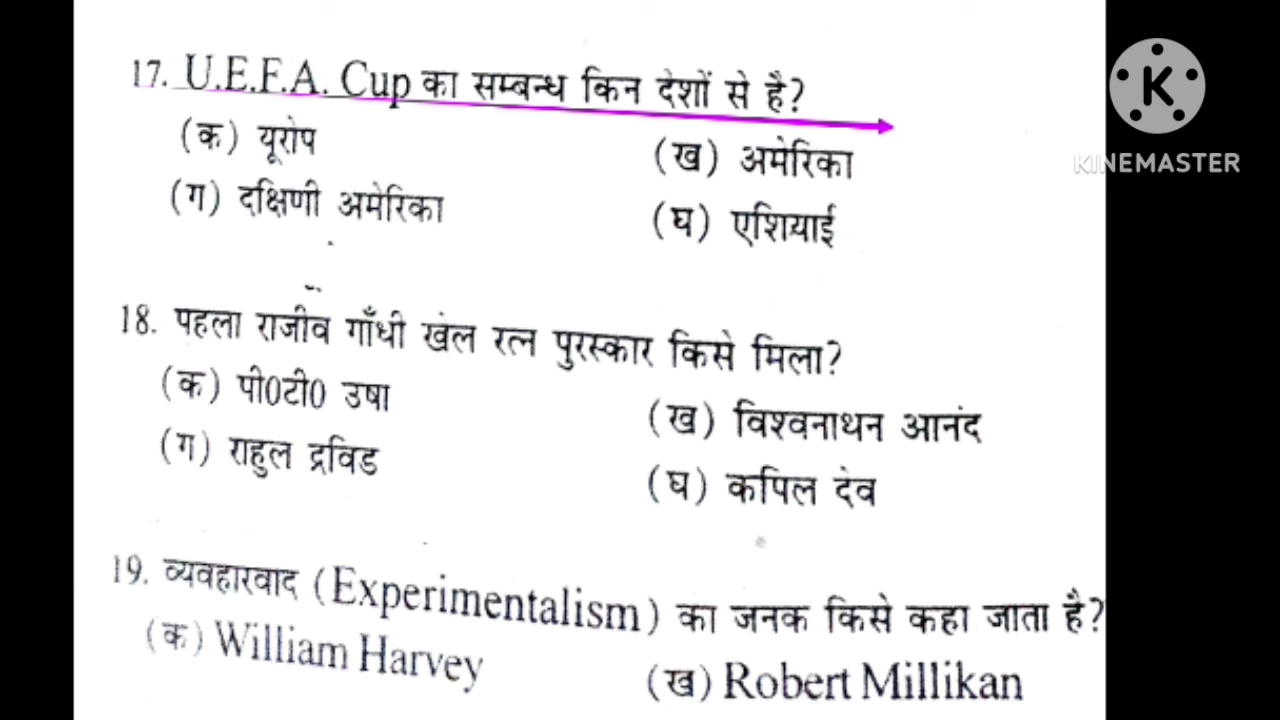 17. U.E.F.A. Cup का सम्बन्ध किन देशों से है?
(क) यूरोप (ख) अमेरिका
(ग) दक्षिणी अमेरिका (घ) एशियाई
18. पहला राजीव गाँधी खेल रत्न पुरस्कार किसे मिला?
(क) पी0टी0 उषा (ख) विश्वनाथन आनंद
(ग) राहुल द्रविड (घ) कपिल देव
19. व्यवहारवाद (Experimentalism) का जनक किसे कहा जाता है?
(क) William Harvey (ख) Robert Millikan
K
KINEMASTER